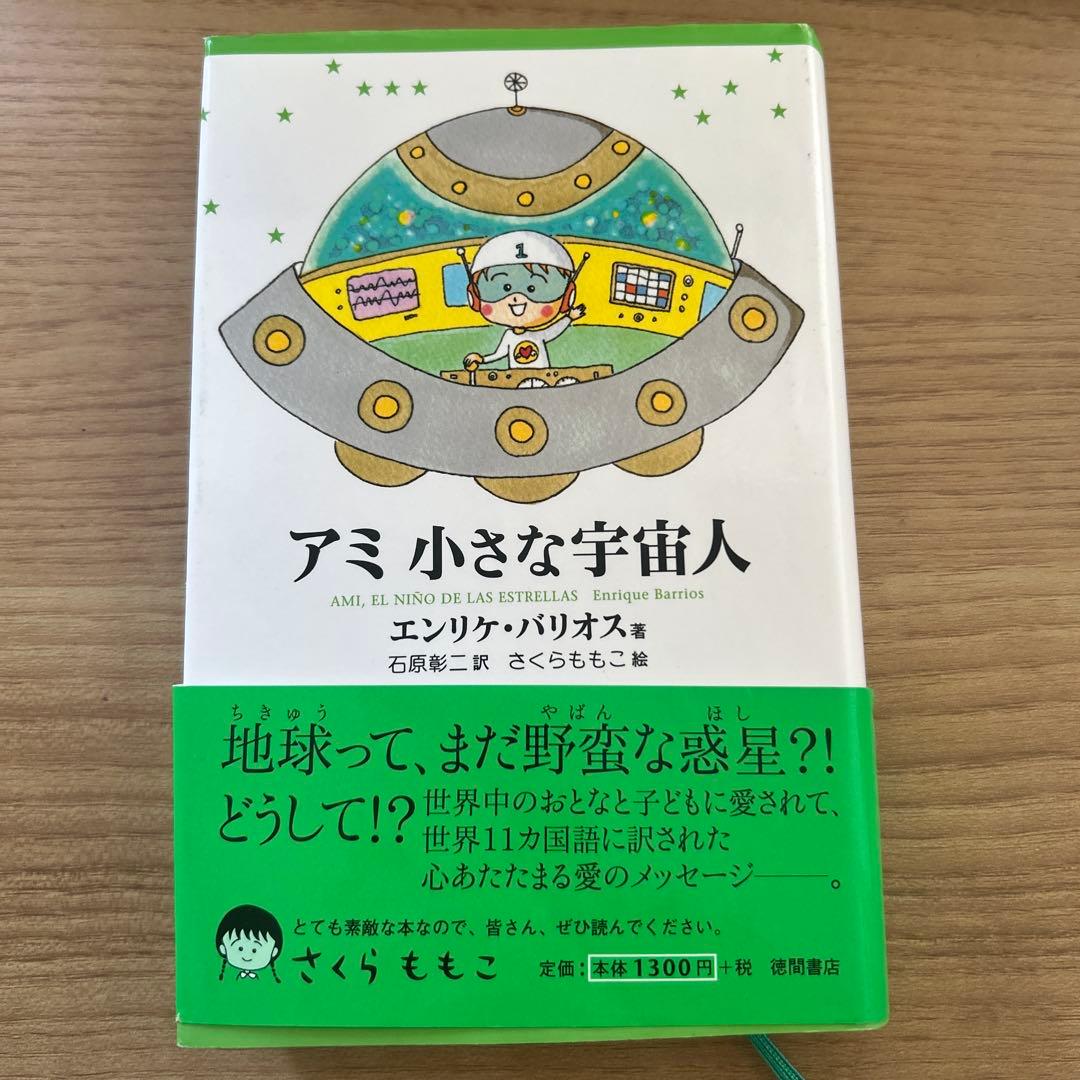 1
アミ 小さな宇宙人
AMI, EL NIÑO DE LAS ESTRELLAS Enrique Barrios
エンリケ・バリオス著
石原彰二訳 さくらももこ絵
ちきゅう やばん ほし
地球って、まだ野蛮な惑星?!
どうして!?
世界中のおとなと子どもに愛されて、
世界11カ国語に訳された
心あたたまる愛のメッセージ――。
とても素敵な本なので、皆さん、ぜひ読んでください。
さくら ももこ
定価:本体1300円+税 徳間書店